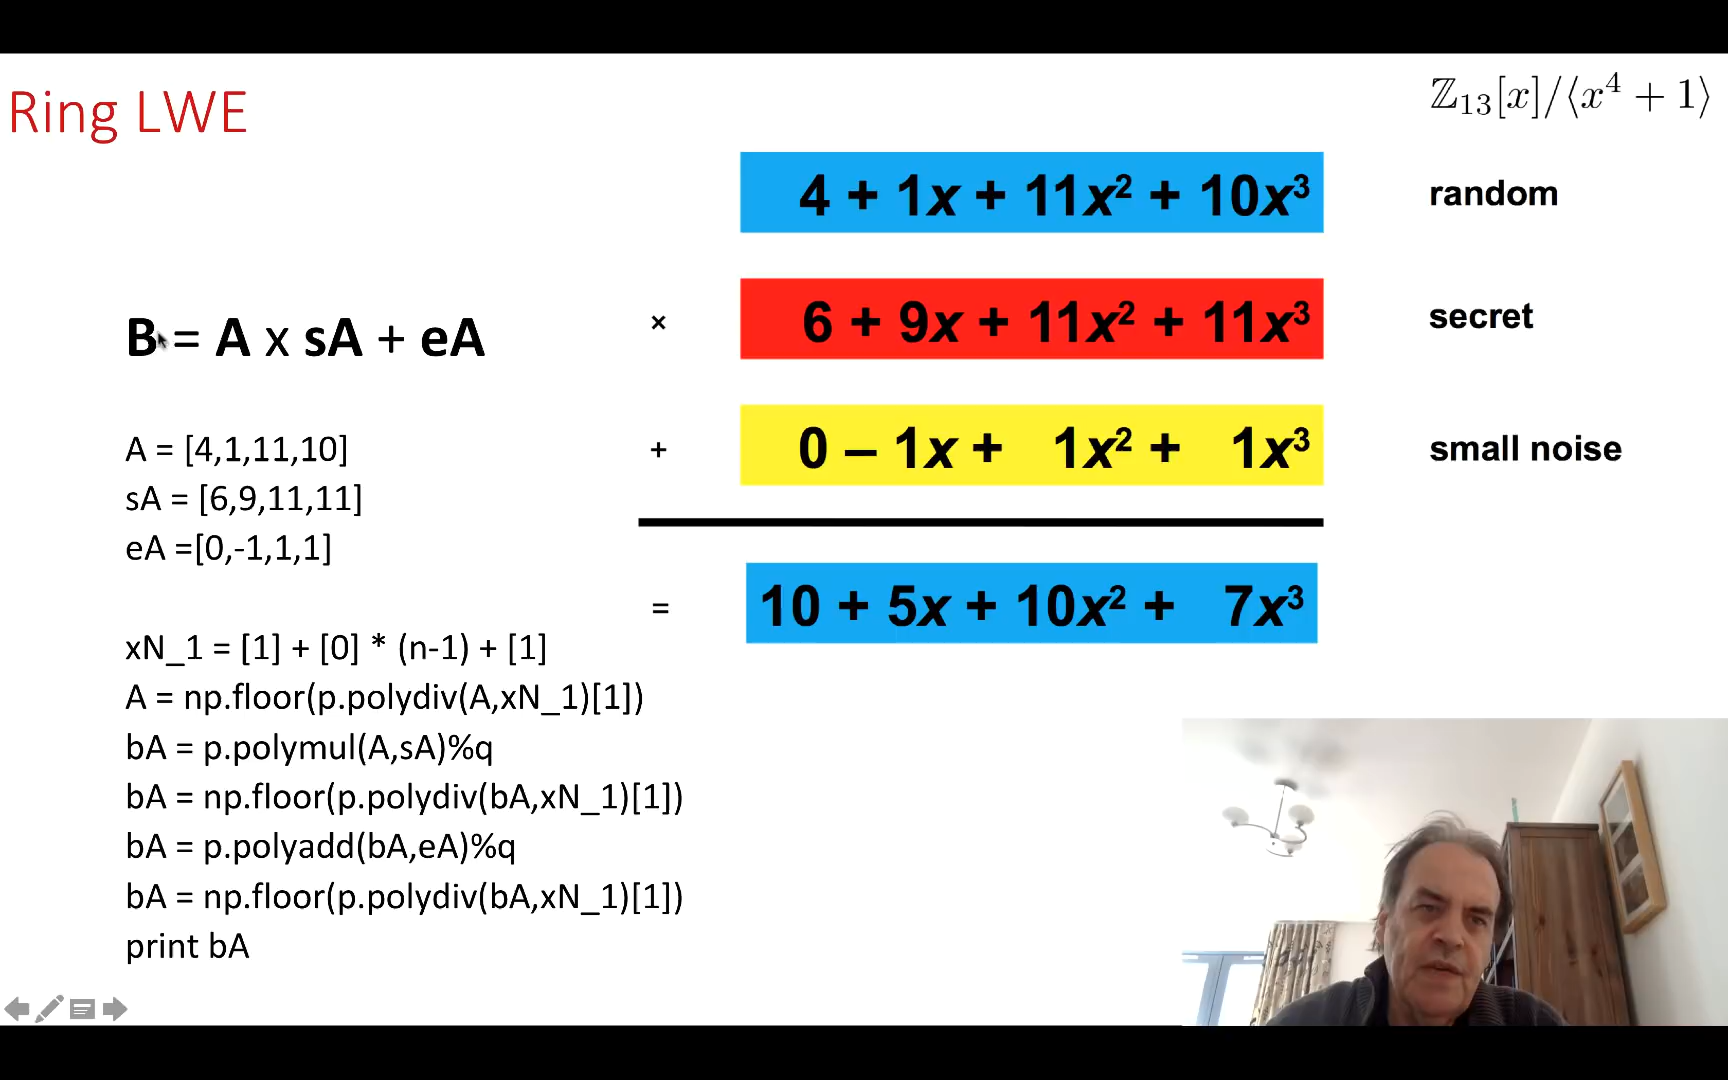 Ring LWE
ℤ₁₃[x]/⟨x⁴ + 1⟩
4 + 1x + 11x² + 10x³
random
× 6 + 9x + 11x² + 11x³
secret
B = A x sA + eA
+ 0 – 1x + 1x² + 1x³
small noise
= 10 + 5x + 10x² + 7x³
A = [4,1,11,10]
sA = [6,9,11,11]
eA =[0,-1,1,1]
xN_1 = [1] + [0] * (n-1) + [1]
A = np.floor(p.polydiv(A,xN_1)[1])
bA = p.polymul(A,sA)%q
bA = np.floor(p.polydiv(bA,xN_1)[1])
bA = p.polyadd(bA,eA)%q
bA = np.floor(p.polydiv(bA,xN_1)[1])
print bA